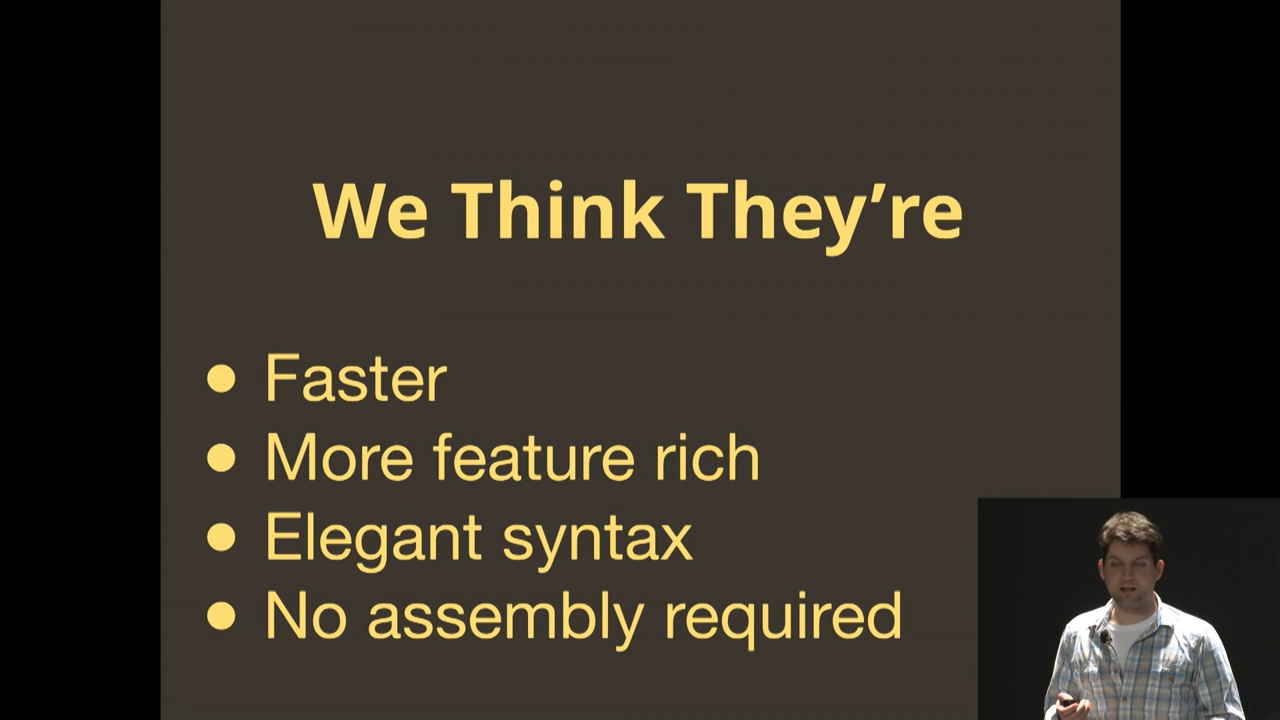 We Think They’re
● Faster
● More feature rich
● Elegant syntax
● No assembly required